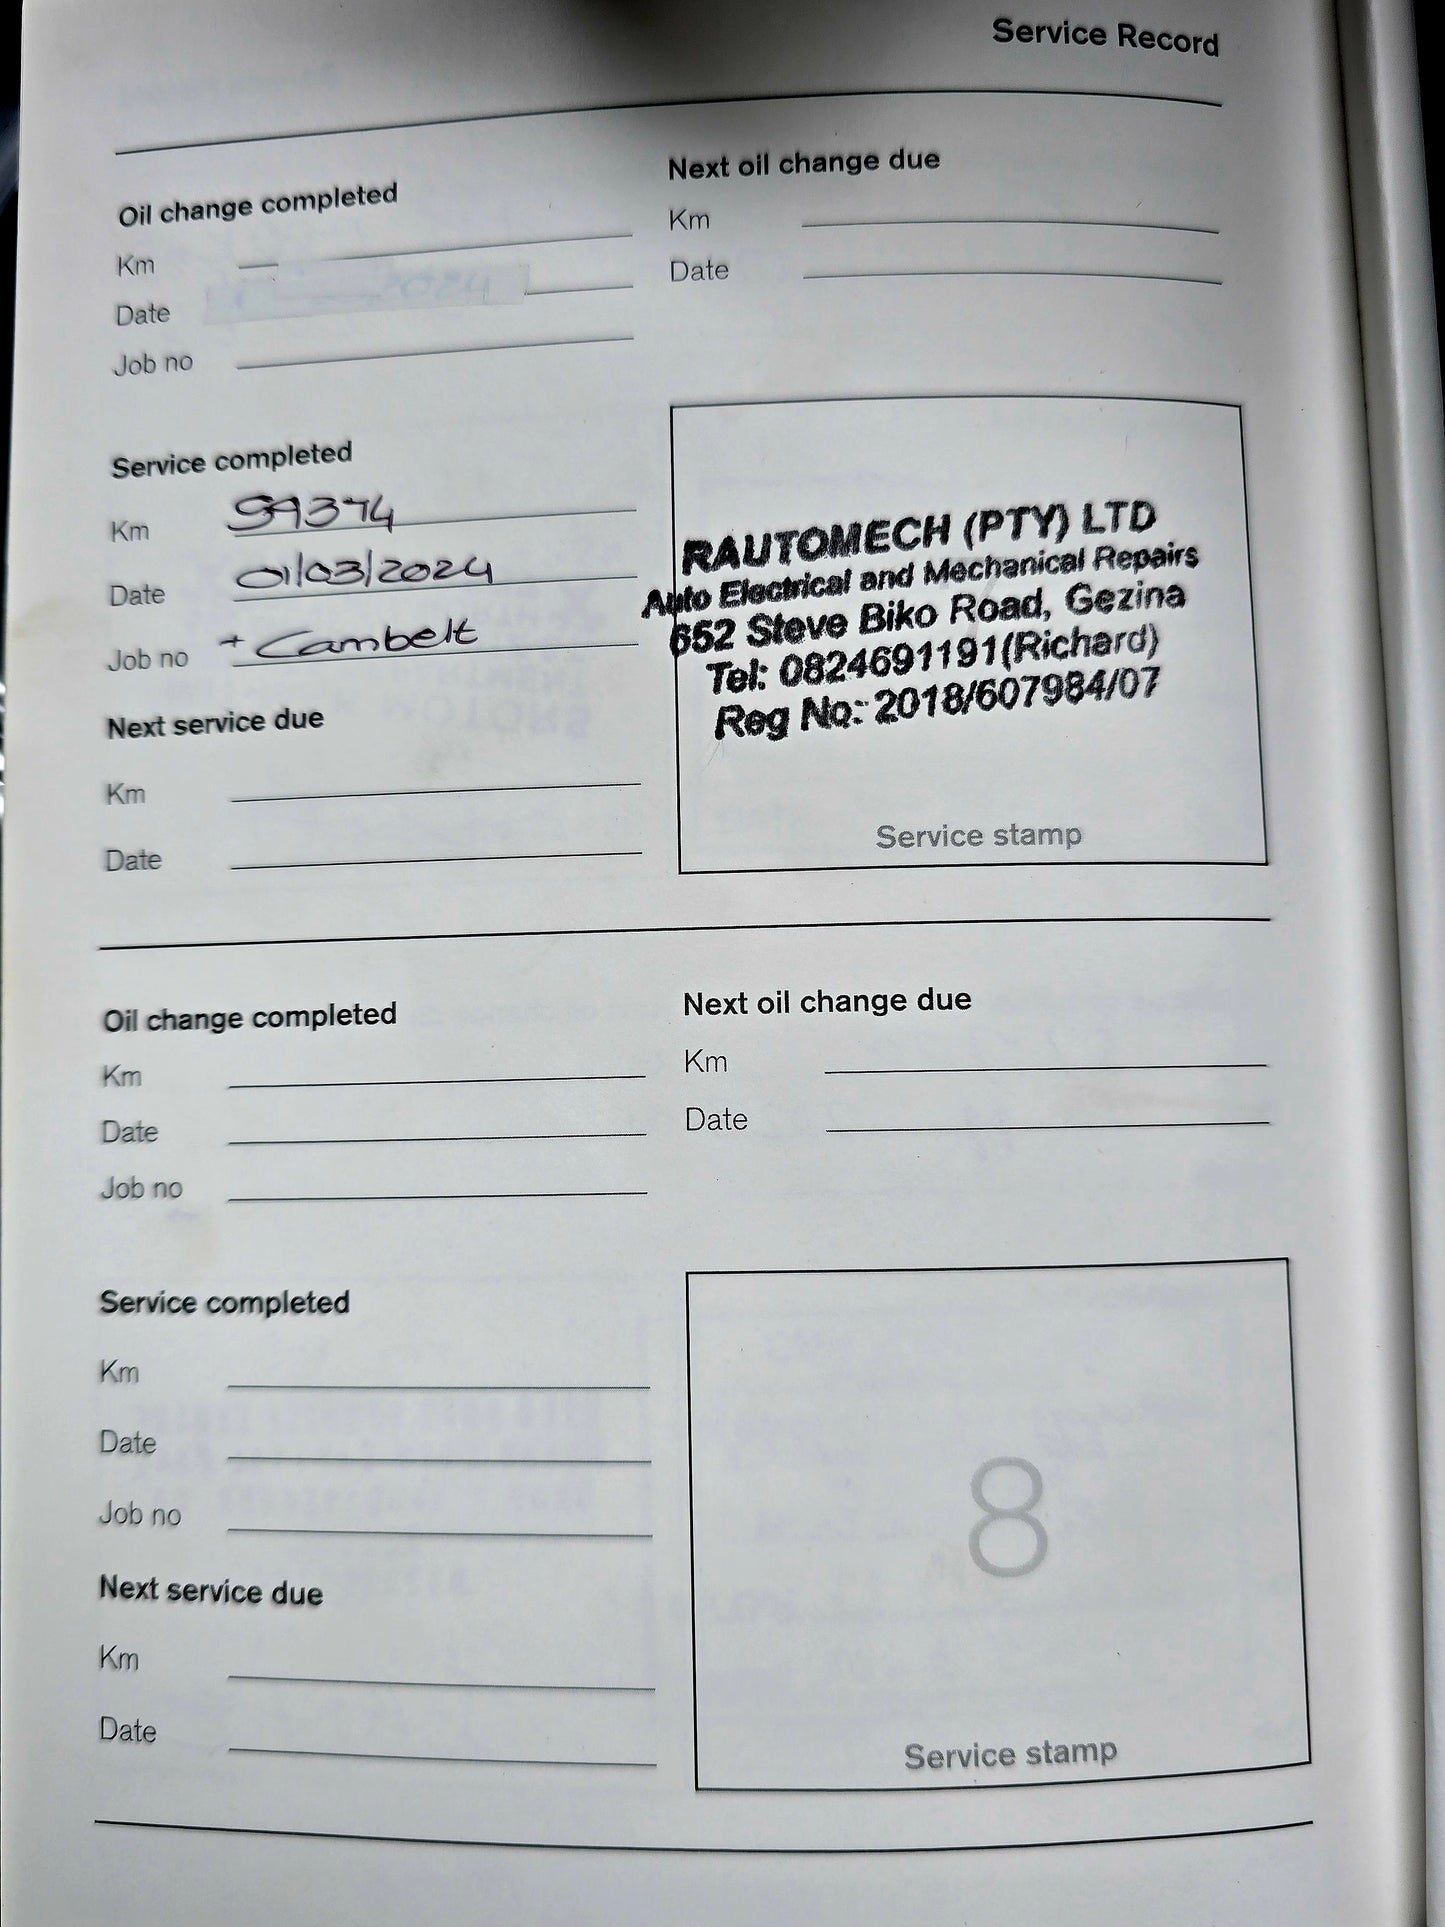 Service Record
Oil change completed
Km
Date
Job no
Next oil change due
Km
Date
Service completed
Km 99374
Date 01/03/2024
Job no + Cambelt
Next service due
Km
Date
RAUTOMECH (PTY) LTD
Auto Electrical and Mechanical Repairs
652 Steve Biko Road, Gezina
Tel: 0824691191(Richard)
Reg No: 2018/607984/07
Service stamp
Oil change completed
Km
Date
Job no
Next oil change due
Km
Date
Service completed
Km
Date
Job no
Next service due
Km
Date
8
Service stamp